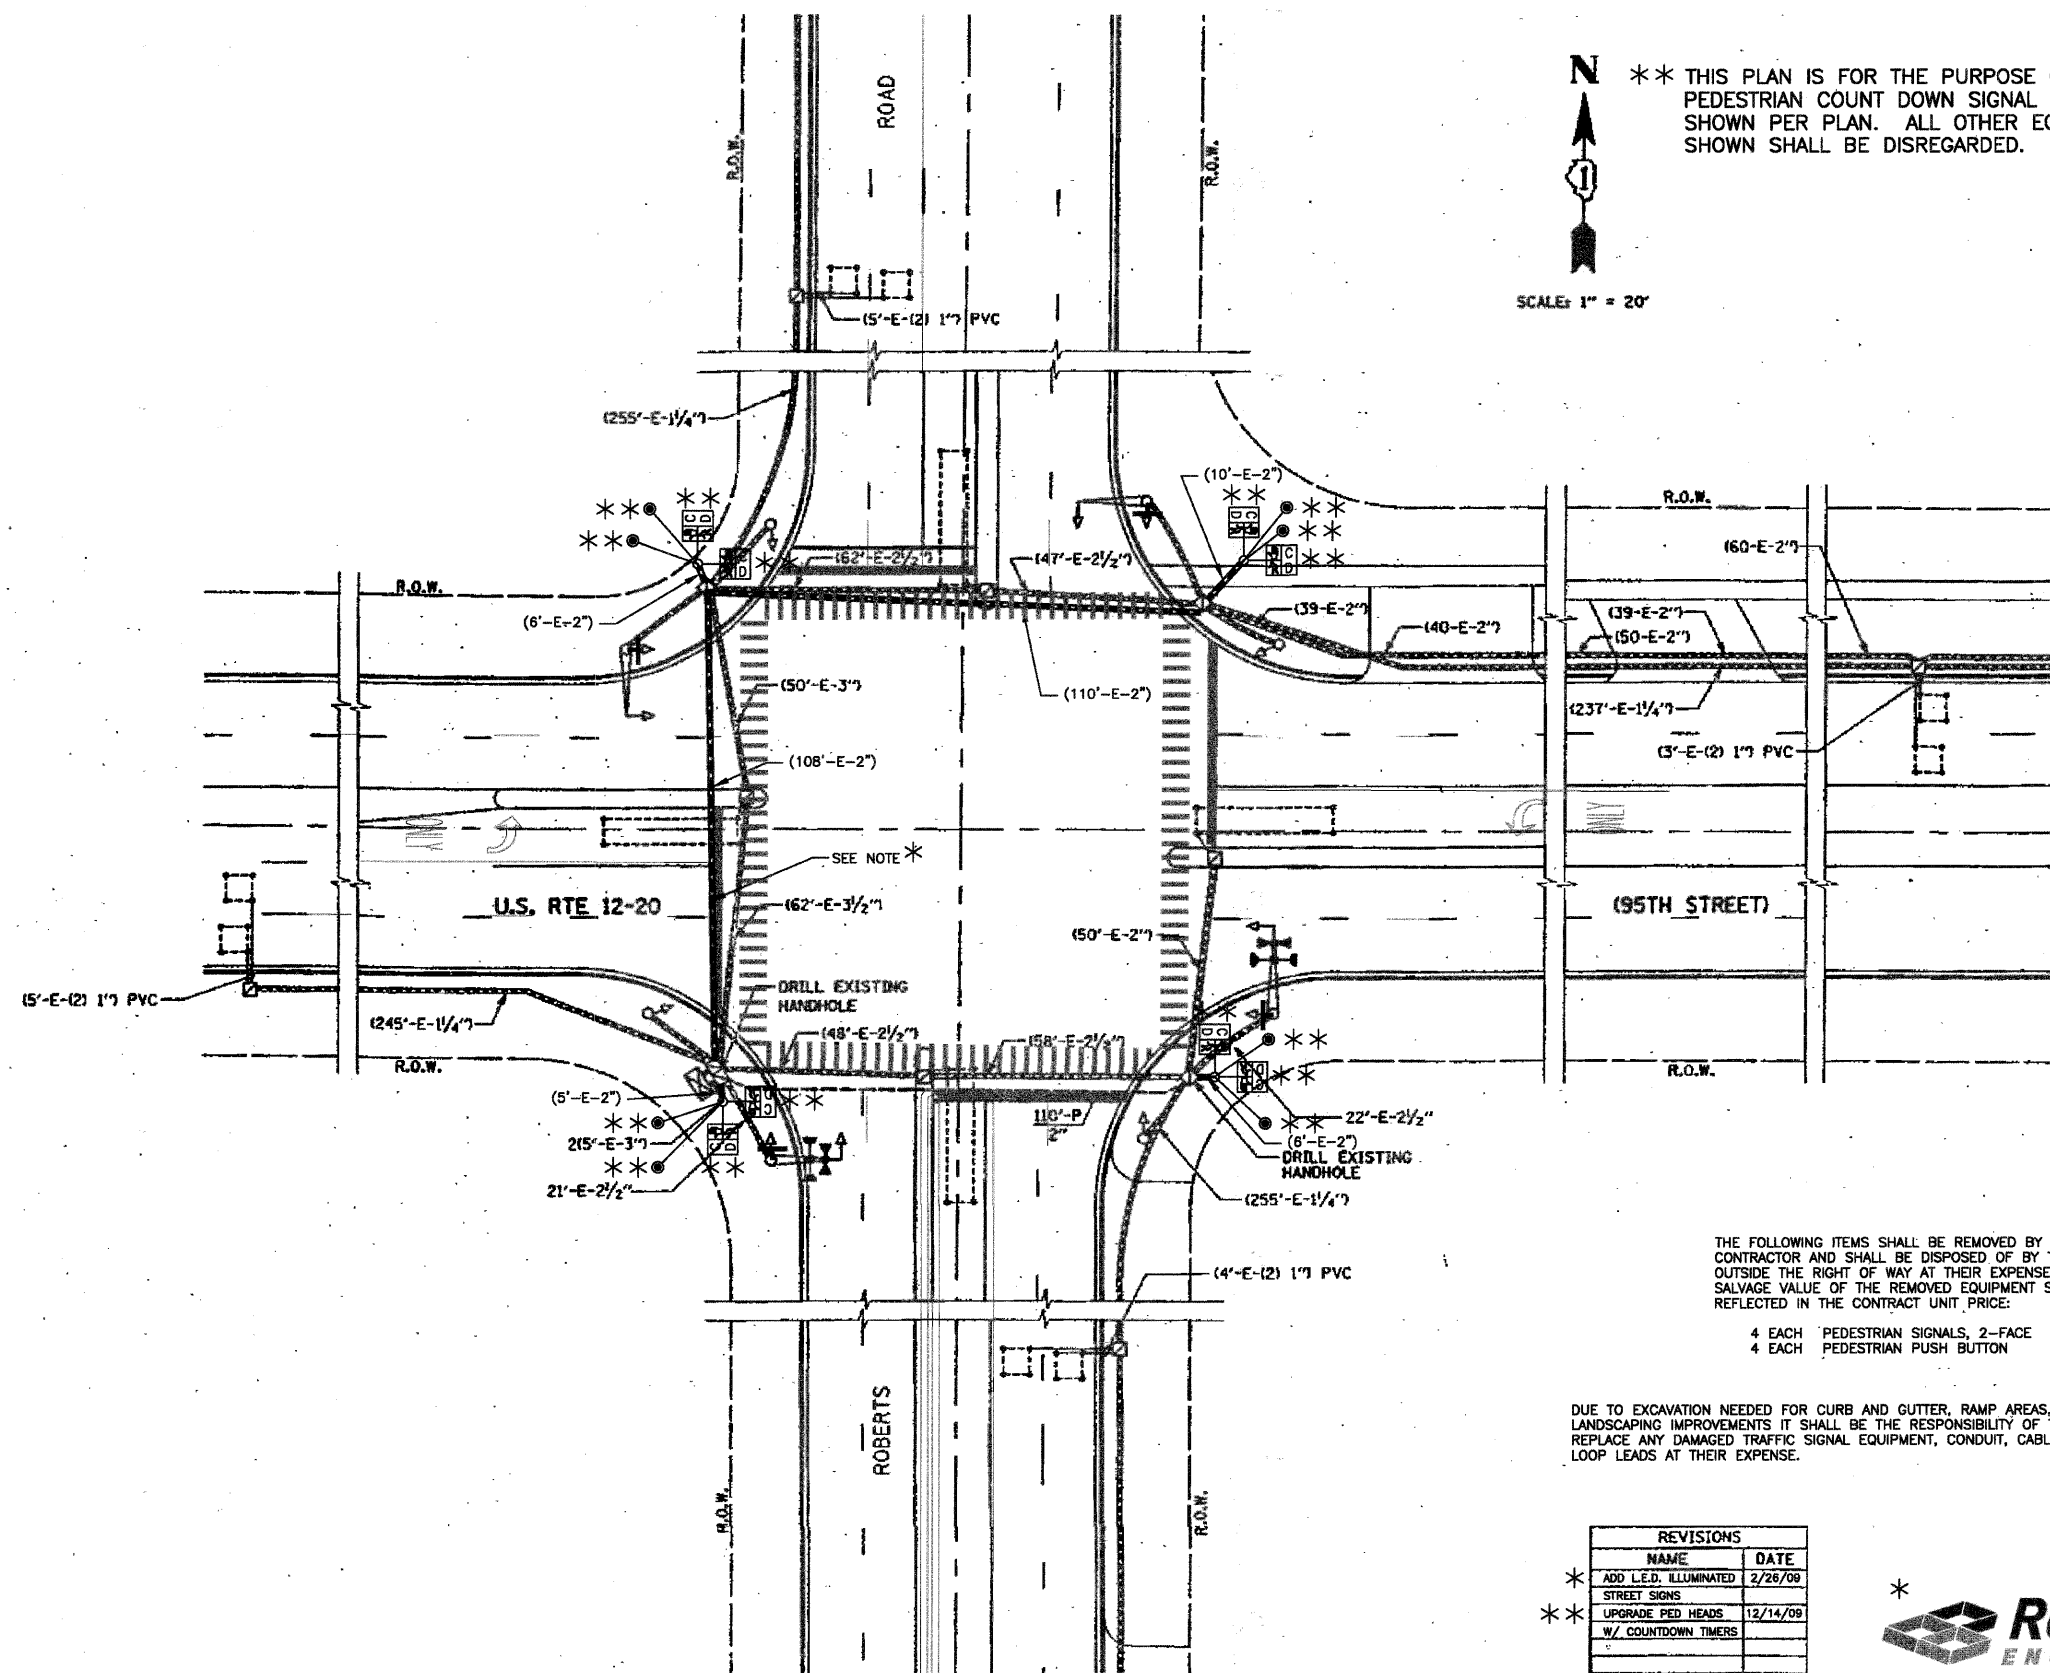 ROAD
R.O.W.
R.O.W.
N
** THIS PLAN IS FOR THE PURPOSE
PEDESTRIAN COUNT DOWN SIGNAL
SHOWN PER PLAN. ALL OTHER
SHOWN SHALL BE DISREGARDED.
SCALE: 1" = 20'
(5'-E-(2) 1") PVC
(255'-E-1¼")
(10'-E-2")
R.O.W.
(60-E-2")
(62'-E-2½")
(47'-E-2½")
R.O.W.
(6'-E-2")
(39-E-2")
(40-E-2")
(39-E-2")
(50-E-2")
(50'-E-3")
(110'-E-2")
(237'-E-1¼")
(3'-E-(2) 1") PVC
(108'-E-2")
ONLY
ONLY
SEE NOTE *
U.S. RTE 12-20
(62'-E-3½")
(95TH STREET)
(50'-E-2")
DRILL EXISTING
HANDHOLE
(5'-E-(2) 1") PVC
(245'-E-1¼")
(48'-E-2½")
(58'-E-2½")
R.O.W.
R.O.W.
(5'-E-2")
110'-P
2"
22'-E-2½"
2(5'-E-3")
(6'-E-2")
DRILL EXISTING
HANDHOLE
21'-E-2½"
(255'-E-1¼")
(4'-E-(2) 1") PVC
THE FOLLOWING ITEMS SHALL BE REMOVED BY
CONTRACTOR AND SHALL BE DISPOSED OF BY
OUTSIDE THE RIGHT OF WAY AT THEIR EXPENSE
SALVAGE VALUE OF THE REMOVED EQUIPMENT
REFLECTED IN THE CONTRACT UNIT PRICE:
4 EACH PEDESTRIAN SIGNALS, 2-FACE
4 EACH PEDESTRIAN PUSH BUTTON
DUE TO EXCAVATION NEEDED FOR CURB AND GUTTER, RAMP AREAS,
LANDSCAPING IMPROVEMENTS IT SHALL BE THE RESPONSIBILITY OF
REPLACE ANY DAMAGED TRAFFIC SIGNAL EQUIPMENT, CONDUIT,
LOOP LEADS AT THEIR EXPENSE.
ROBERTS
R.O.W.
R.O.W.
REVISIONS
NAME DATE
* ADD L.E.D. ILLUMINATED 2/26/09
STREET SIGNS
** UPGRADE PED HEADS 12/14/09
W/ COUNTDOWN TIMERS
*